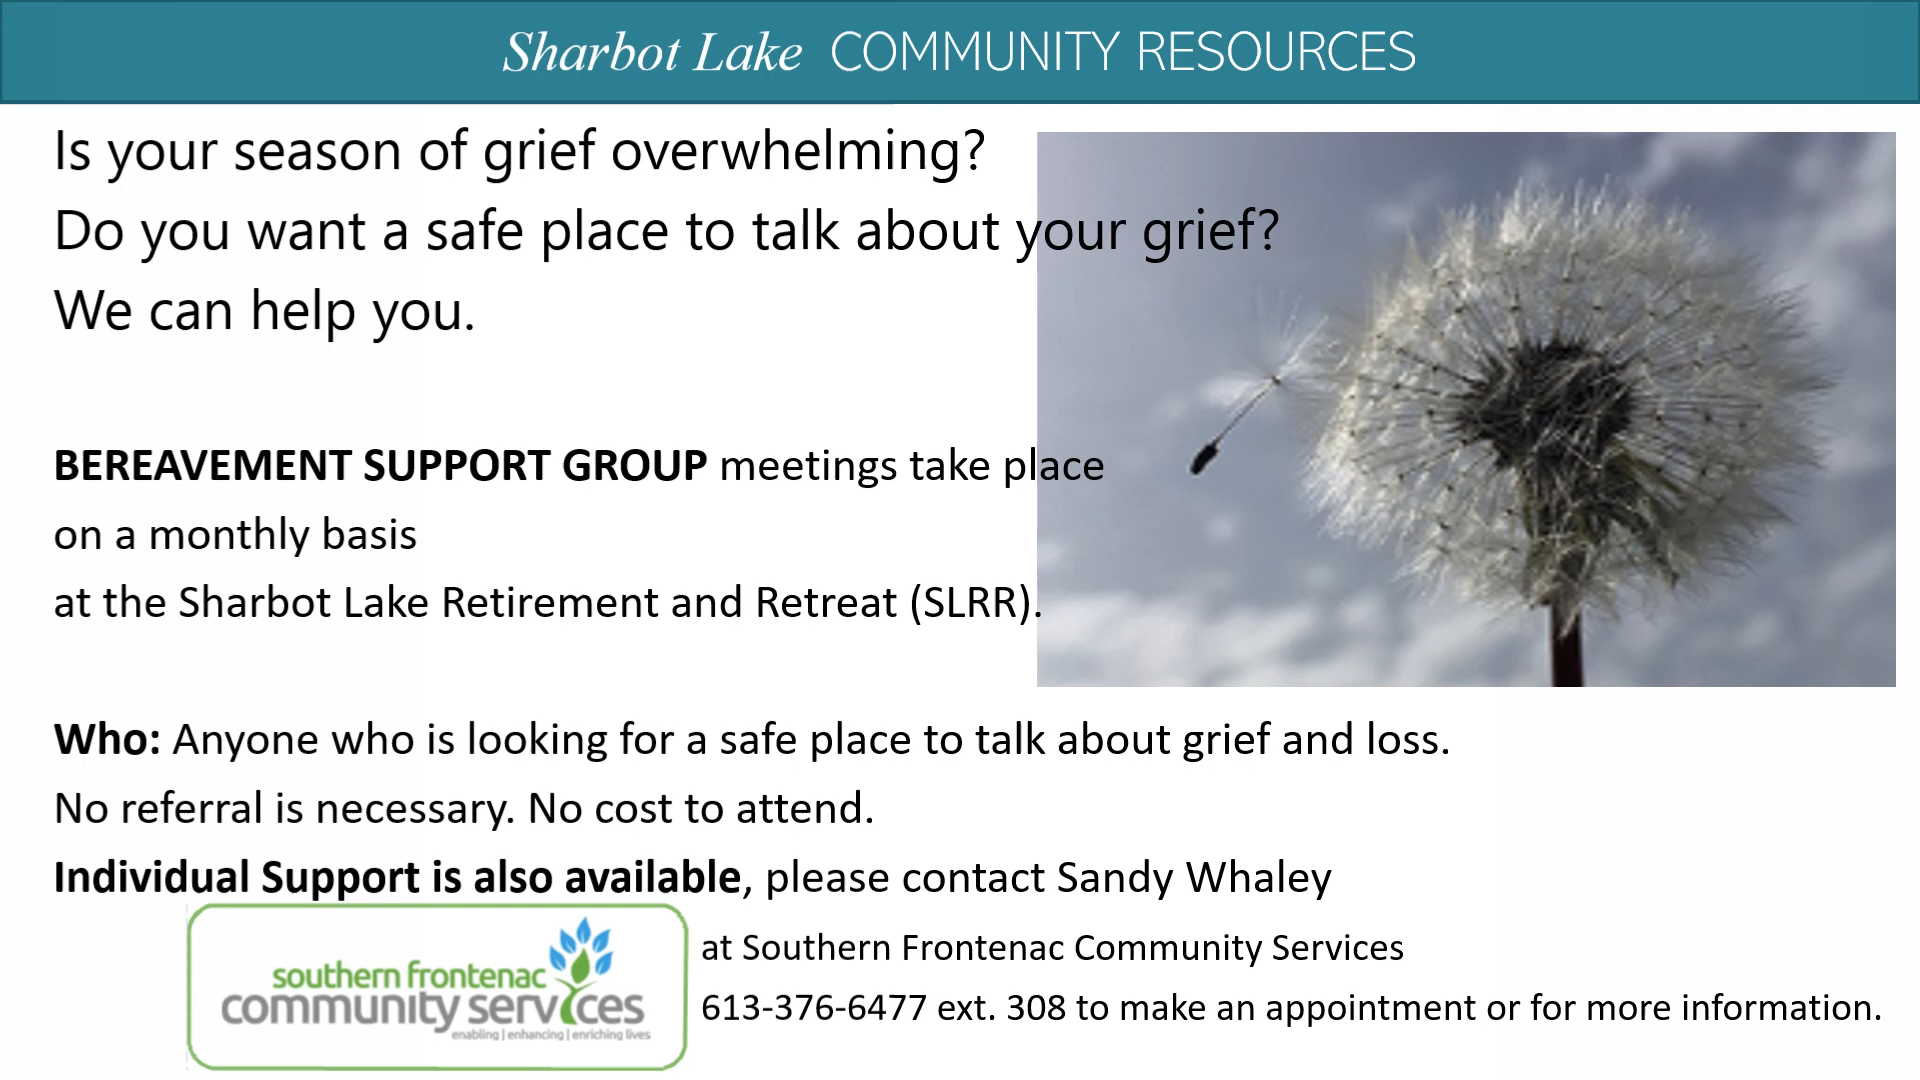 Sharbot Lake COMMUNITY RESOURCES
Is your season of grief overwhelming?
Do you want a safe place to talk about your grief?
We can help you.
BEREAVEMENT SUPPORT GROUP meetings take place
on a monthly basis
at the Sharbot Lake Retirement and Retreat (SLRR).
Who: Anyone who is looking for a safe place to talk about grief and loss.
No referral is necessary. No cost to attend.
Individual Support is also available, please contact Sandy Whaley
at Southern Frontenac Community Services
613-376-6477 ext. 308 to make an appointment or for more information.
southern frontenac
community services
enabling | enhancing | enriching lives